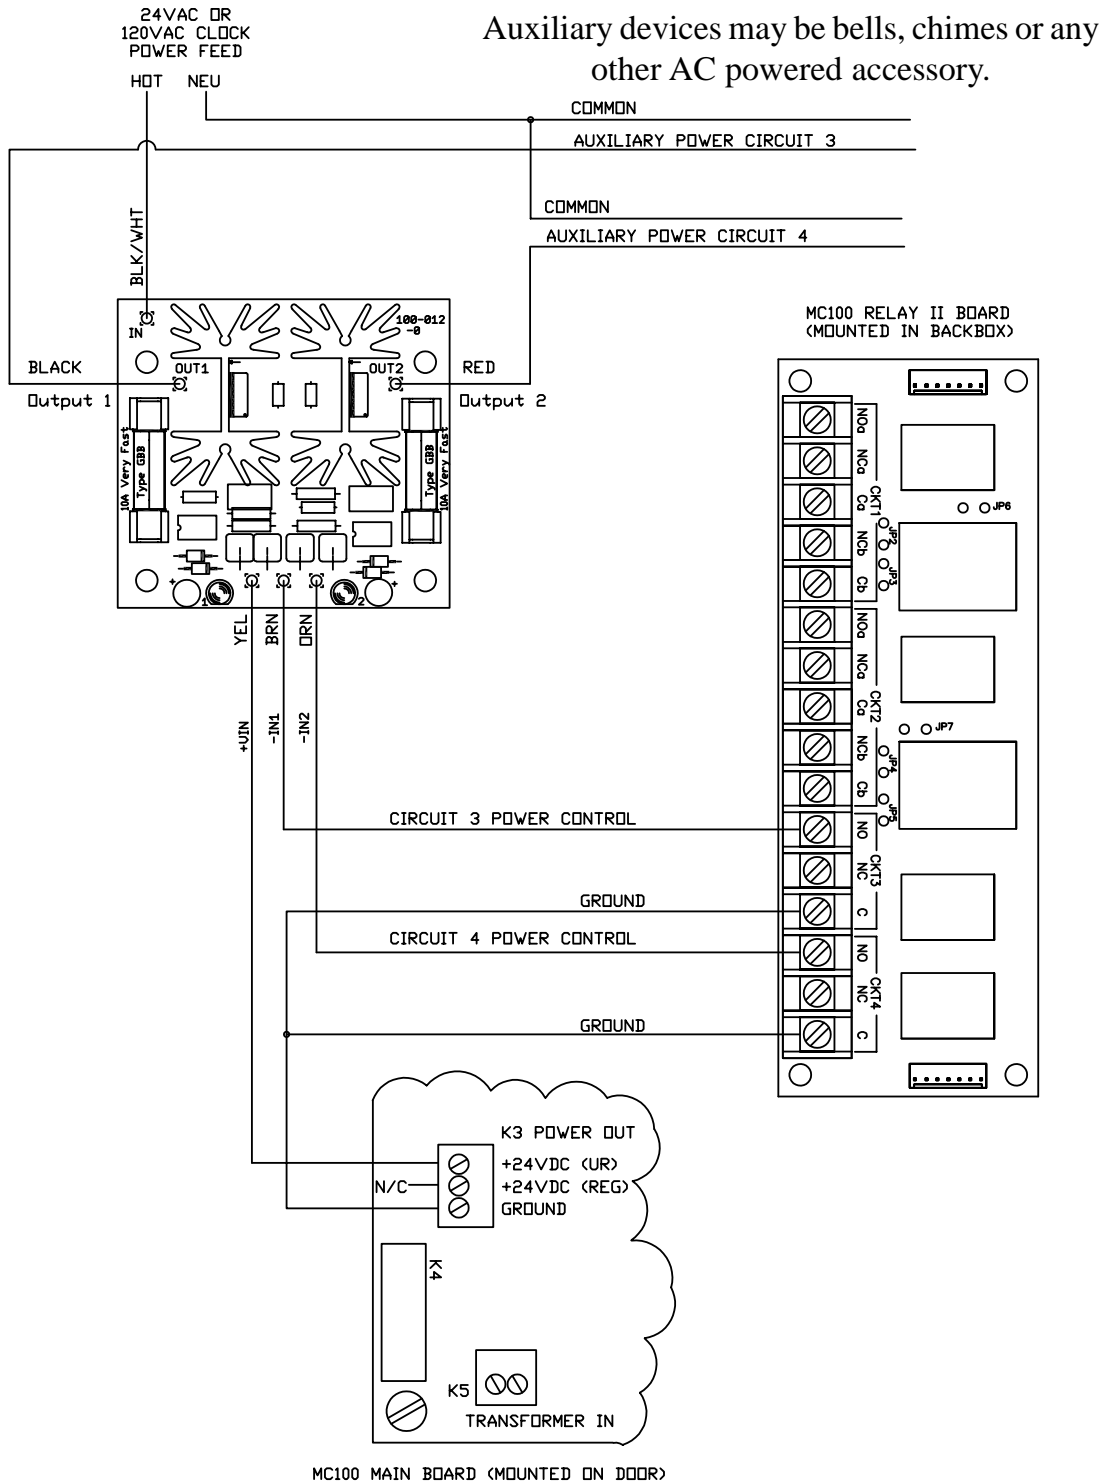 24VAC OR
120VAC CLOCK
POWER FEED
HOT NEU
Auxiliary devices may be bells, chimes or any
other AC powered accessory.
COMMON
AUXILIARY POWER CIRCUIT 3
COMMON
AUXILIARY POWER CIRCUIT 4
BLK/WHT
IN
100-012
-0
BLACK
OUT1
OUT2
RED
Output 1
Output 2
10A Very Fast
Type GBB
Type GBB
10A Very Fast
+
1
2
+
YEL
BRN
ORN
+VIN
-IN1
-IN2
MC100 RELAY II BOARD
(MOUNTED IN BACKBOX)
NOa
NCa
Ca
NCb
Cb
CKT1
JP6
JP2
JP3
NOa
NCa
Ca
NCb
Cb
CKT2
JP7
JP4
JP5
NO
NC
C
CKT3
NO
NC
C
CKT4
CIRCUIT 3 POWER CONTROL
GROUND
CIRCUIT 4 POWER CONTROL
GROUND
K3 POWER OUT
+24VDC (UR)
N/C
+24VDC (REG)
GROUND
K4
K5
TRANSFORMER IN
MC100 MAIN BOARD (MOUNTED ON DOOR)